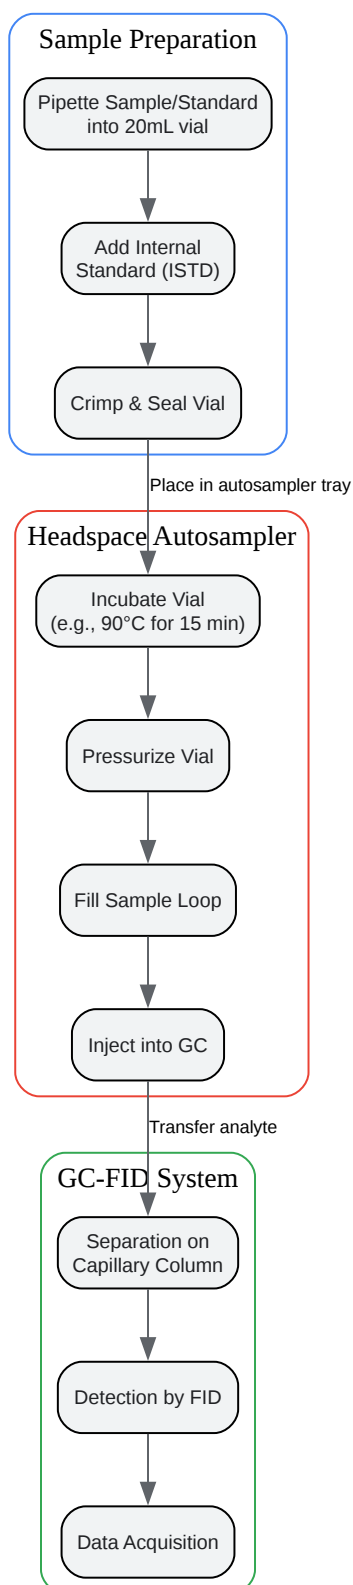 Sample Preparation
Pipette Sample/Standard
into 20mL vial
Add Internal
Standard (ISTD)
Crimp & Seal Vial
Place in autosampler tray
Headspace Autosampler
Incubate Vial
(e.g., 90°C for 15 min)
Pressurize Vial
Fill Sample Loop
Inject into GC
Transfer analyte
GC-FID System
Separation on
Capillary Column
Detection by FID
Data Acquisition